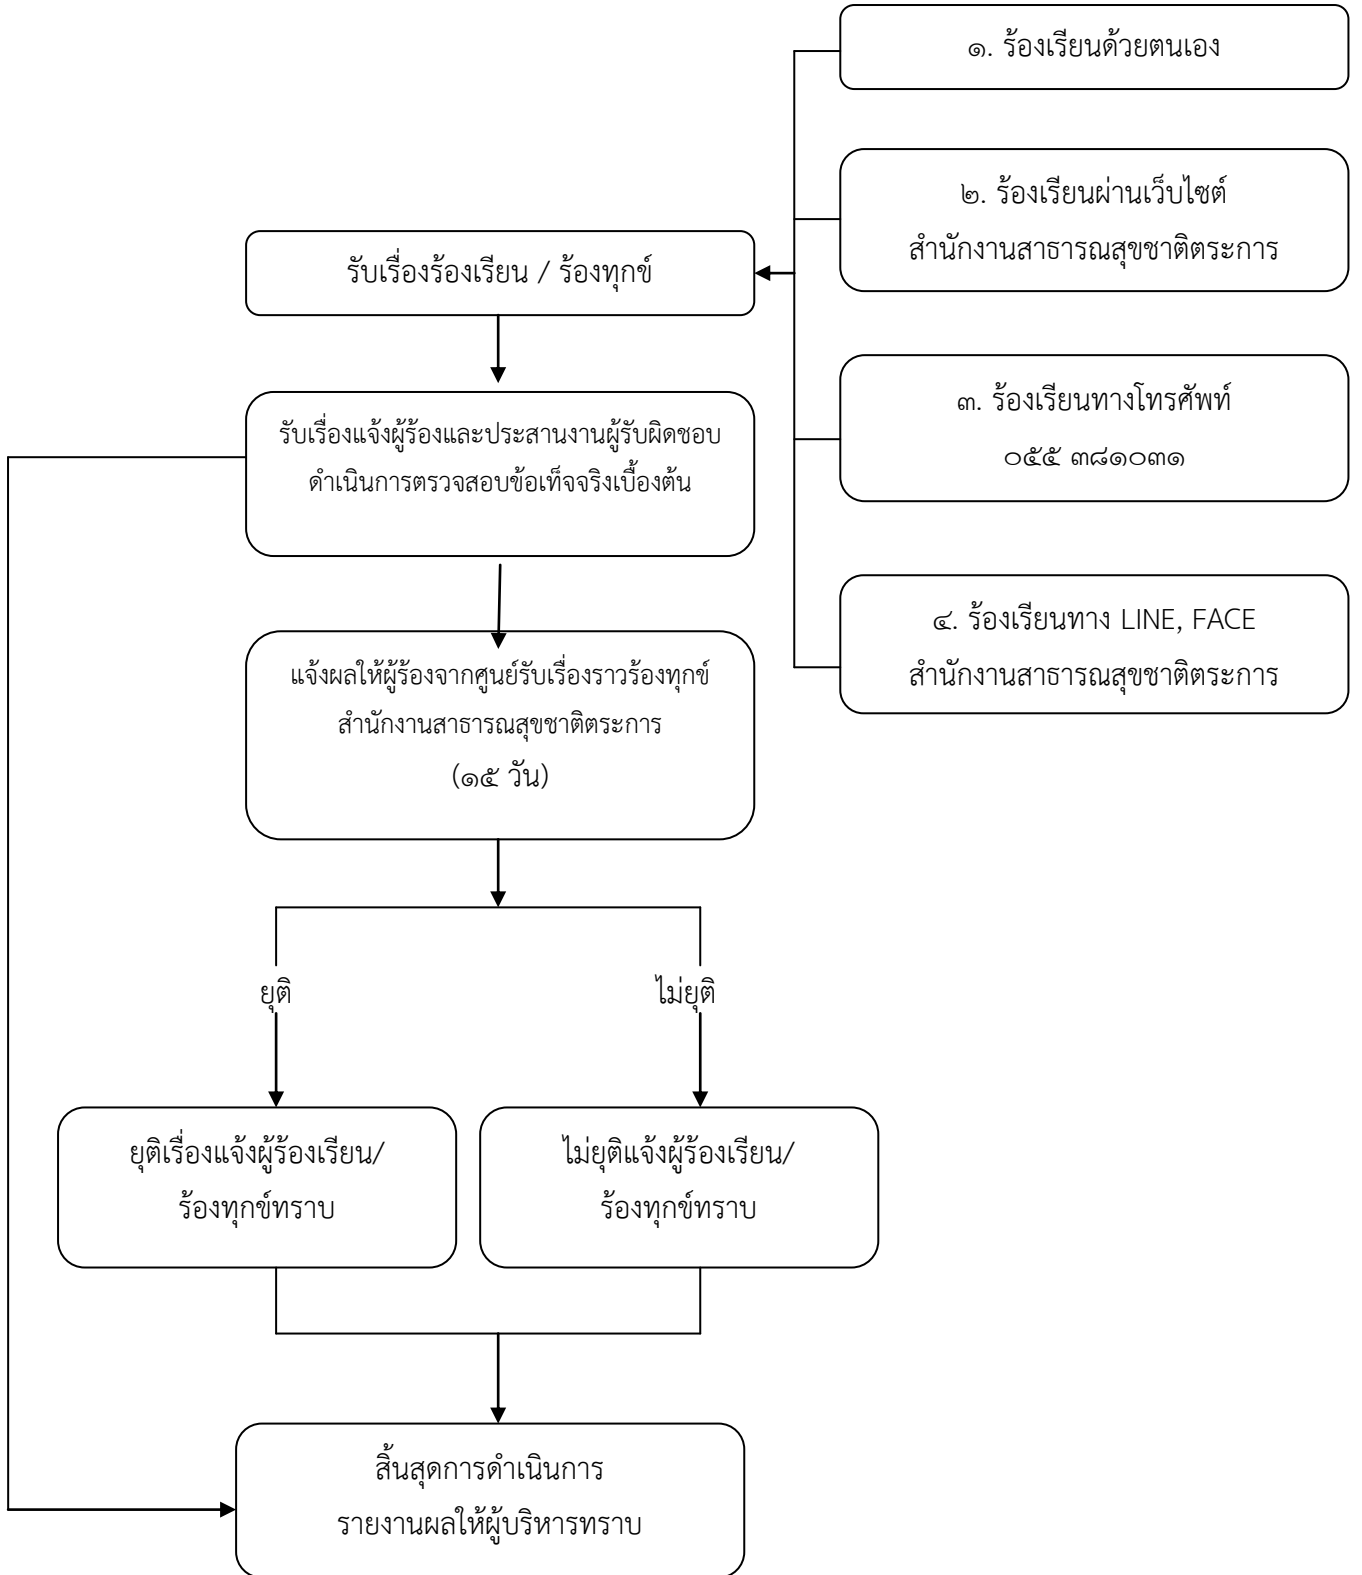 ๑. ร้องเรียนด้วยตนเอง
๒. ร้องเรียนผ่านเว็บไซต์
สำนักงานสาธารณสุขชาติตระการ
รับเรื่องร้องเรียน / ร้องทุกข์
๓. ร้องเรียนทางโทรศัพท์
๐๕๕ ๓๘๑๐๓๑
รับเรื่องแจ้งผู้ร้องและประสานงานผู้รับผิดชอบ
ดำเนินการตรวจสอบข้อเท็จจริงเบื้องต้น
๔. ร้องเรียนทาง LINE, FACE
สำนักงานสาธารณสุขชาติตระการ
แจ้งผลให้ผู้ร้องจากศูนย์รับเรื่องราวร้องทุกข์
สำนักงานสาธารณสุขชาติตระการ
(๑๕ วัน)
ยุติ
ไม่ยุติ
ยุติเรื่องแจ้งผู้ร้องเรียน/
ร้องทุกข์ทราบ
ไม่ยุติแจ้งผู้ร้องเรียน/
ร้องทุกข์ทราบ
สิ้นสุดการดำเนินการ
รายงานผลให้ผู้บริหารทราบ